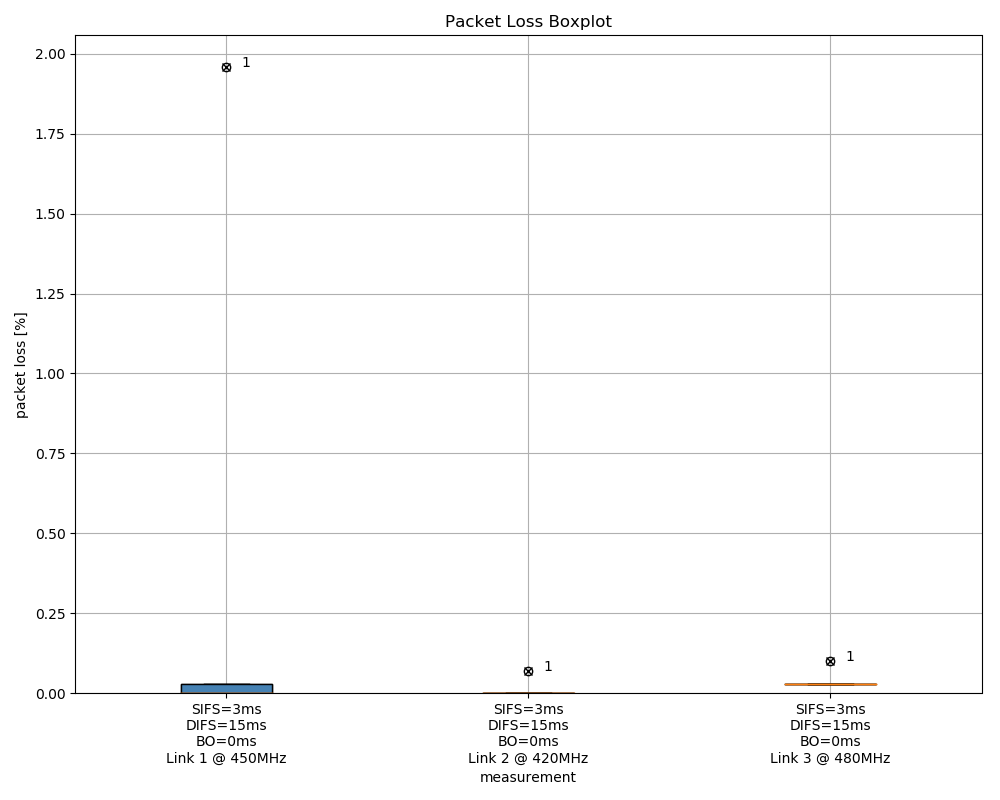 Packet Loss Boxplot
packet loss [%]
2.00
1.75
1.50
1.25
1.00
0.75
0.50
0.25
0.00
1
1
1
SIFS=3ms
DIFS=15ms
BO=0ms
Link 1 @ 450MHz
SIFS=3ms
DIFS=15ms
BO=0ms
Link 2 @ 420MHz
SIFS=3ms
DIFS=15ms
BO=0ms
Link 3 @ 480MHz
measurement